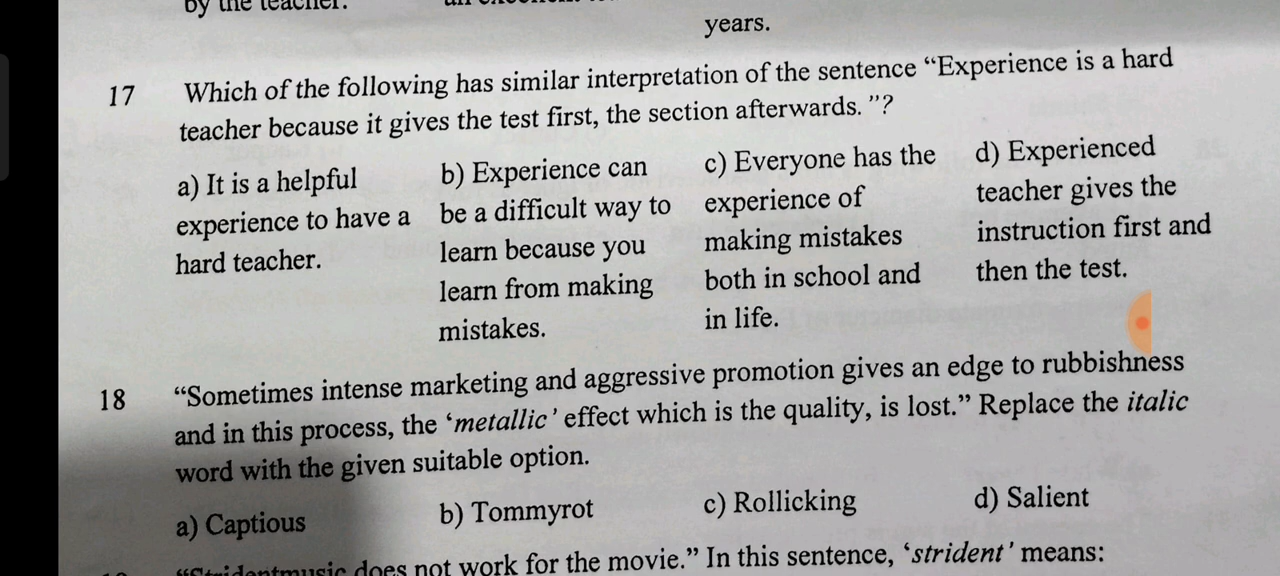 by the teacher.
years.
17 Which of the following has similar interpretation of the sentence “Experience is a hard
teacher because it gives the test first, the section afterwards. ”?
a) It is a helpful
experience to have a
hard teacher.
b) Experience can
be a difficult way to
learn because you
learn from making
mistakes.
c) Everyone has the
experience of
making mistakes
both in school and
in life.
d) Experienced
teacher gives the
instruction first and
then the test.
18 “Sometimes intense marketing and aggressive promotion gives an edge to rubbishness
and in this process, the ‘metallic’ effect which is the quality, is lost.” Replace the italic
word with the given suitable option.
a) Captious
b) Tommyrot
c) Rollicking
d) Salient
“Stridentmusic does not work for the movie.” In this sentence, ‘strident’ means: